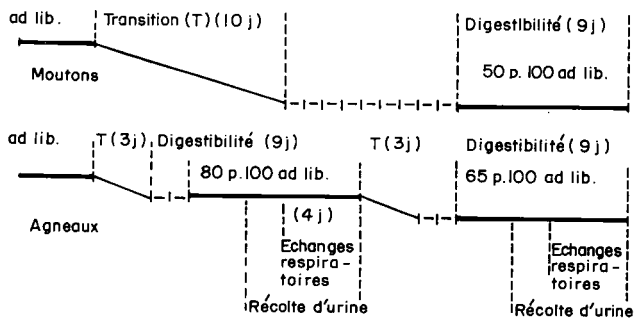 ad lib. Transition (T) (10 j) Digestibilité (9 j)
50 p. 100 ad lib.
Moutons
ad lib. T (3 j) Digestibilité (9 j) T (3 j) Digestibilité (9 j)
80 p. 100 ad lib. 65 p. 100 ad lib.
Agneaux
(4 j)
Echanges Echanges
respira- respira-
toires toires
Récolte d'urine Récolte d'urine